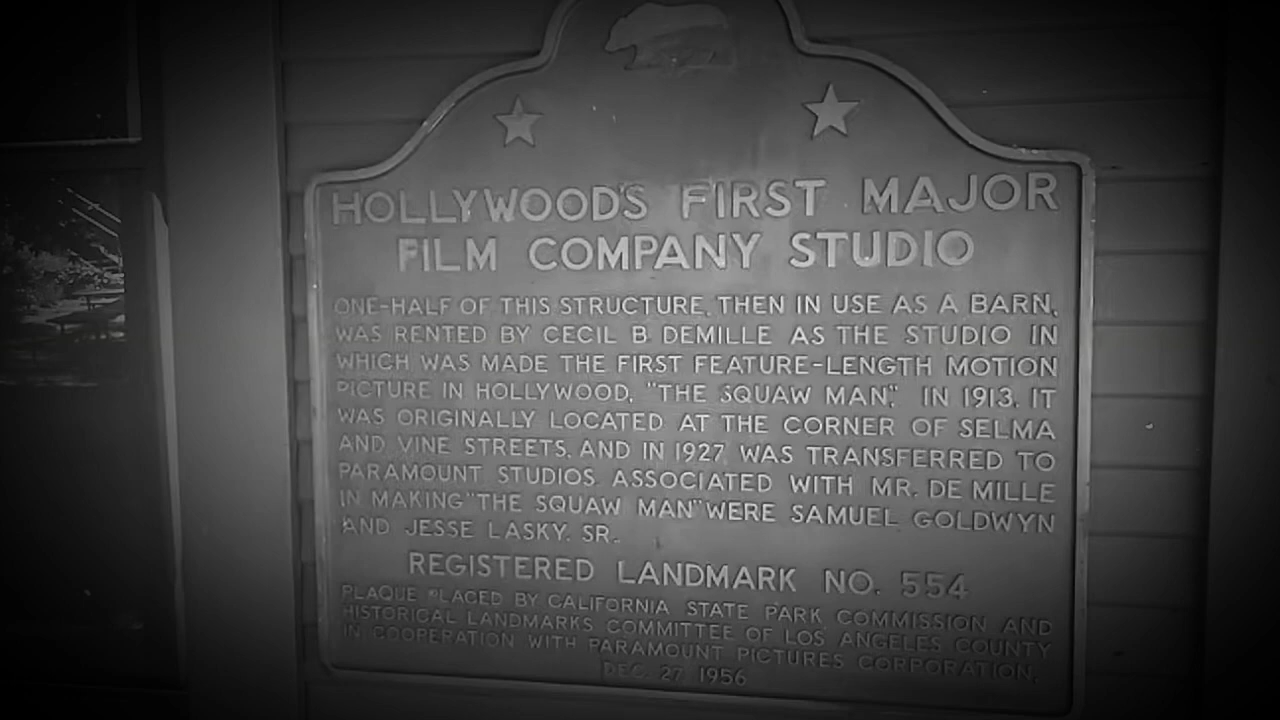 HOLLYWOOD'S FIRST MAJOR
FILM COMPANY STUDIO
ONE-HALF OF THIS STRUCTURE, THEN IN USE AS A BARN,
WAS RENTED BY CECIL B. DEMILLE AS THE STUDIO IN
WHICH WAS MADE THE FIRST FEATURE-LENGTH MOTION
PICTURE IN HOLLYWOOD, "THE SQUAW MAN", IN 1913. IT
WAS ORIGINALLY LOCATED AT THE CORNER OF SELMA
AND VINE STREETS, AND IN 1927 WAS TRANSFERRED TO
PARAMOUNT STUDIOS. ASSOCIATED WITH MR. DE MILLE
IN MAKING "THE SQUAW MAN" WERE SAMUEL GOLDWYN
AND JESSE LASKY, SR.
REGISTERED LANDMARK NO. 554
PLAQUE PLACED BY CALIFORNIA STATE PARK COMMISSION AND
HISTORICAL LANDMARKS COMMITTEE OF LOS ANGELES COUNTY
IN COOPERATION WITH PARAMOUNT PICTURES CORPORATION,
DEC. 27, 1956